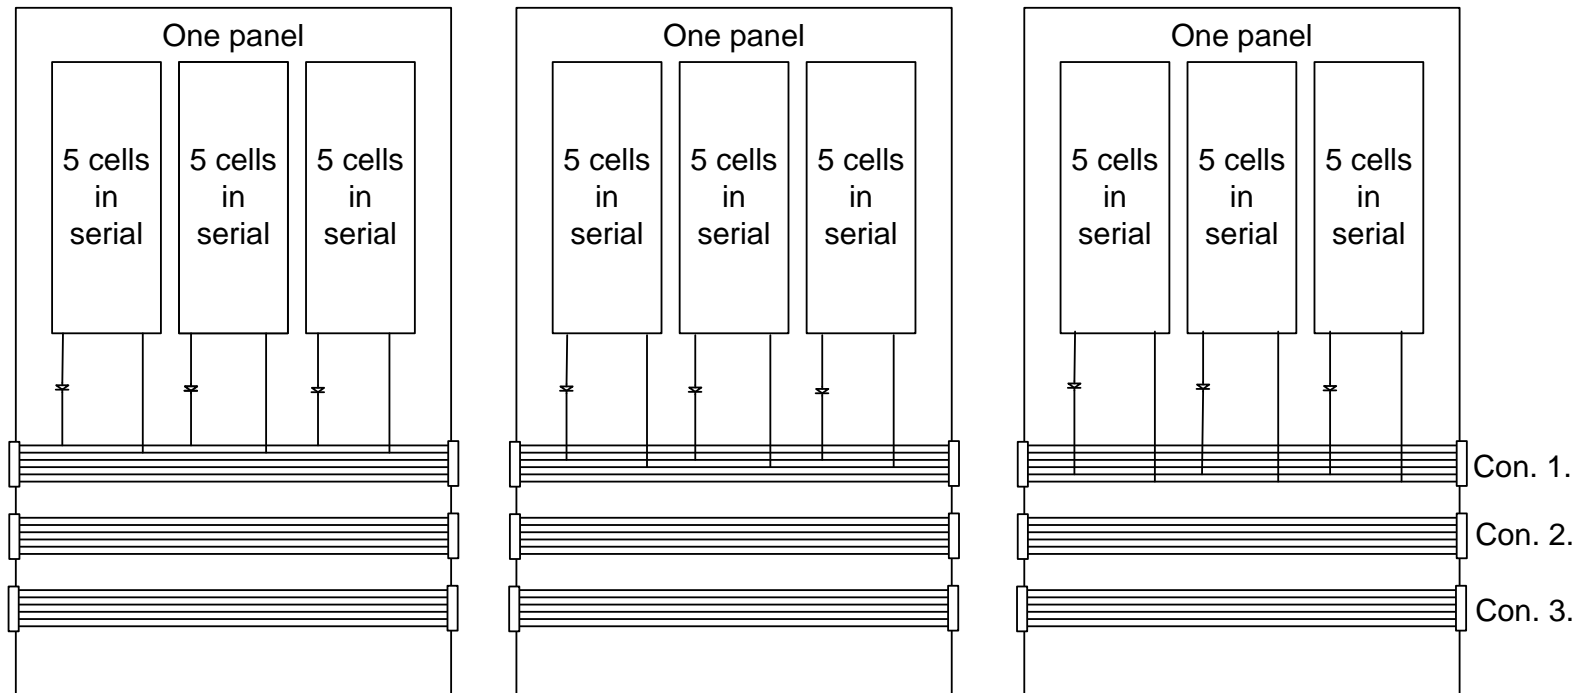 One panel
One panel
One panel
5 cells
in
serial
5 cells
in
serial
5 cells
in
serial
5 cells
in
serial
5 cells
in
serial
5 cells
in
serial
5 cells
in
serial
5 cells
in
serial
5 cells
in
serial
Con. 1.
Con. 2.
Con. 3.